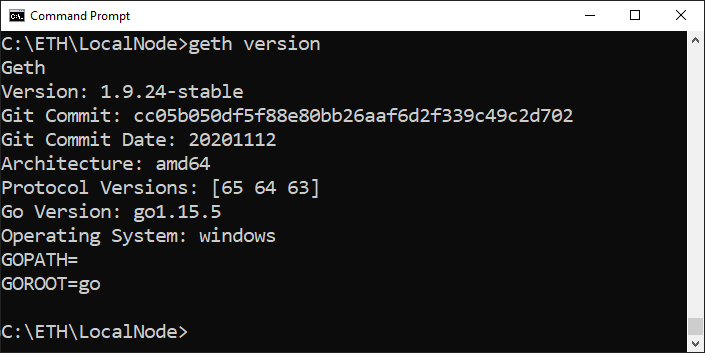 Command Prompt
C:\ETH\LocalNode>geth version
Geth
Version: 1.9.24-stable
Git Commit: cc05b050df5f88e80bb26aaf6d2f339c49c2d702
Git Commit Date: 20201112
Architecture: amd64
Protocol Versions: [65 64 63]
Go Version: go1.15.5
Operating System: windows
GOPATH=
GOROOT=go
C:\ETH\LocalNode>